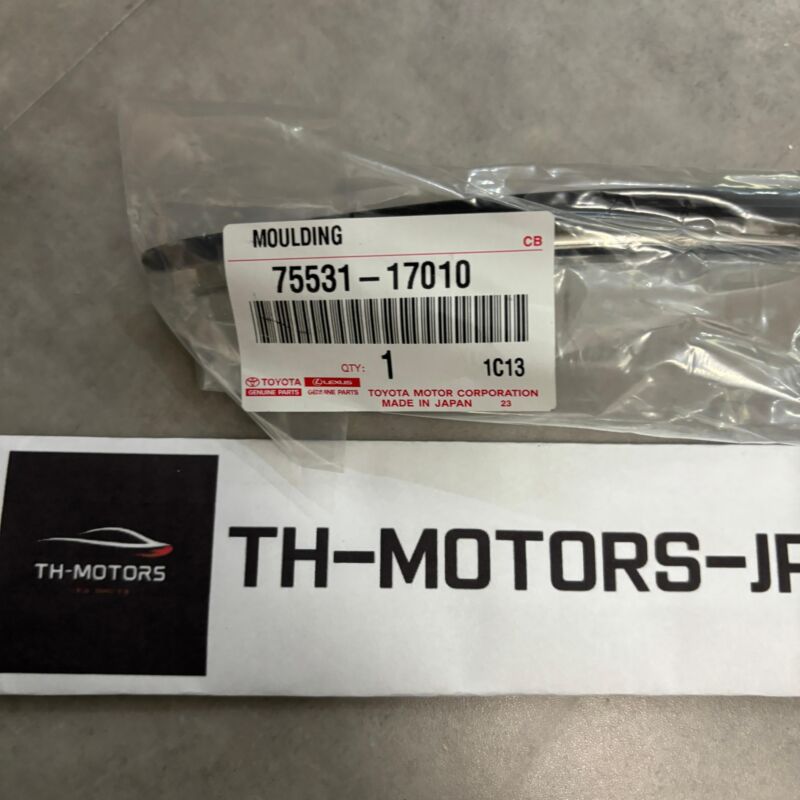 MOULDING
CB
75531-17010
QTY: 1 1C13
TOYOTA LEXUS
GENUINE PARTS GENUINE PARTS
TOYOTA MOTOR CORPORATION
MADE IN JAPAN 23
TH-MOTORS
TH-MOTORS-JP